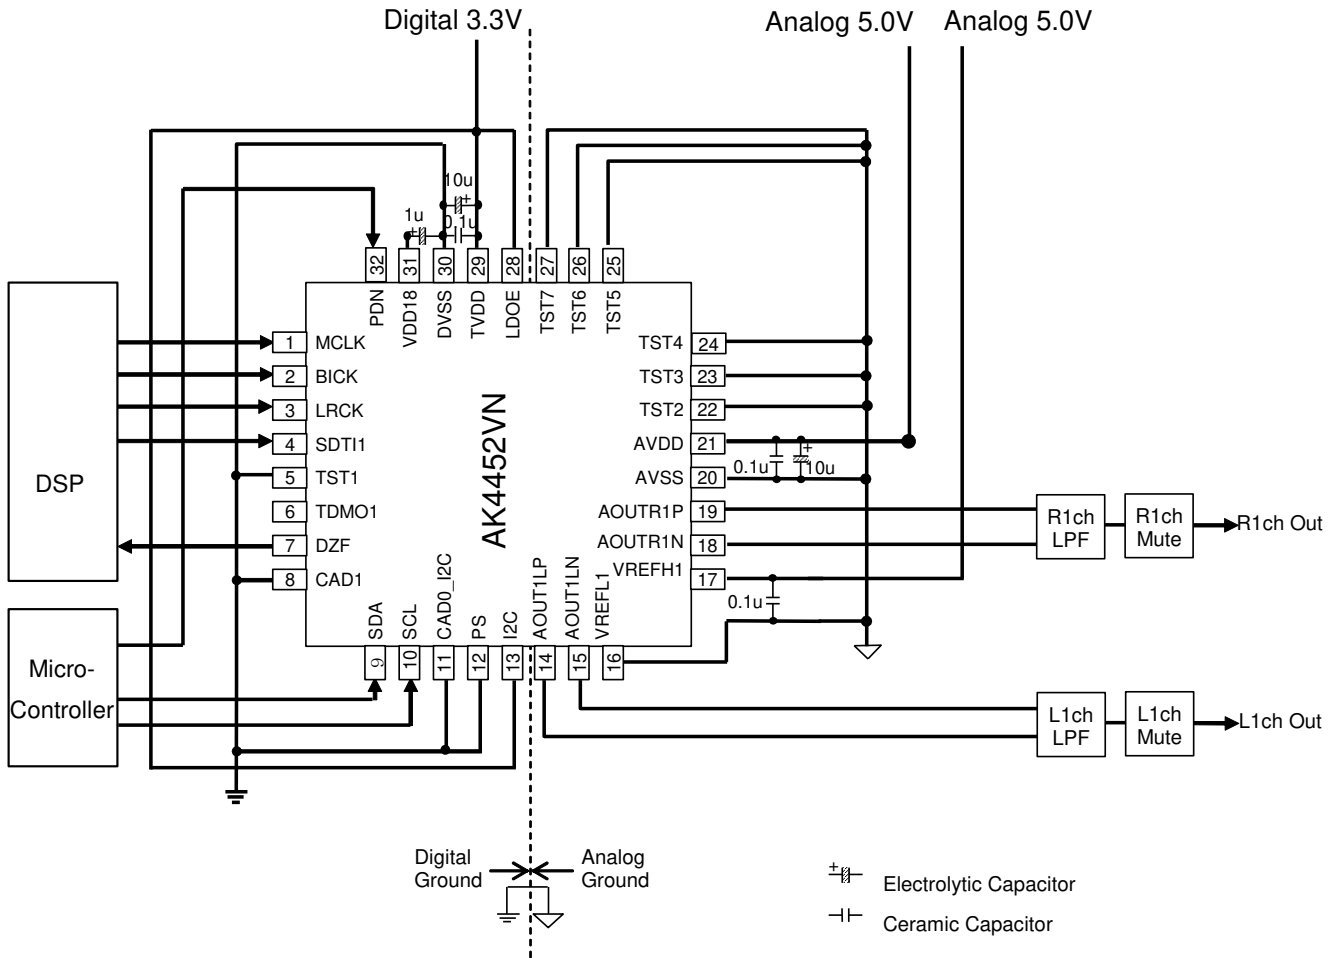 Digital 3.3V
Analog 5.0V
Analog 5.0V
10u
1u
0.1u
32
31
30
29
28
27
26
25
PDN
VDD18
DVSS
TVDD
LDOE
TST7
TST6
TST5
1
MCLK
2
BICK
3
LRCK
4
SDTI1
5
TST1
6
TDMO1
7
DZF
8
CAD1
AK4452VN
TST4
24
TST3
23
TST2
22
AVDD
21
AVSS
20
AOUTR1P
19
AOUTR1N
18
VREFH1
17
0.1u
10u
0.1u
SDA
SCL
CAD0_I2C
PS
I2C
AOUT1LP
AOUT1LN
VREFL1
9
10
11
12
13
14
15
16
DSP
Micro-
Controller
R1ch
LPF
R1ch
Mute
R1ch Out
L1ch
LPF
L1ch
Mute
L1ch Out
Digital
Ground
Analog
Ground
Electrolytic Capacitor
Ceramic Capacitor